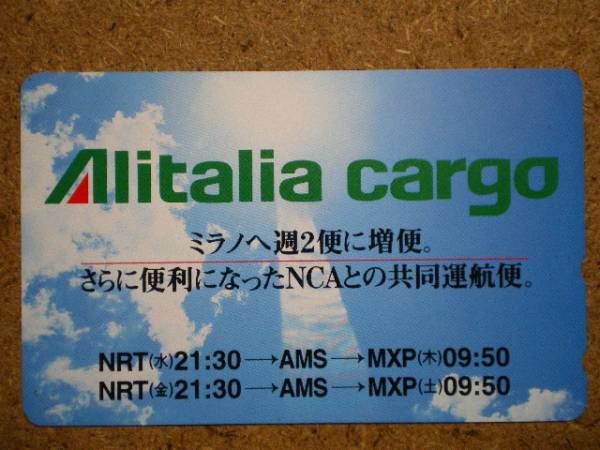 Alitalia cargo
ミラノへ週2便に増便。
さらに便利になったNCAとの共同運航便。
NRT(水)21:30→AMS→MXP(木)09:50
NRT(金)21:30→AMS→MXP(土)09:50